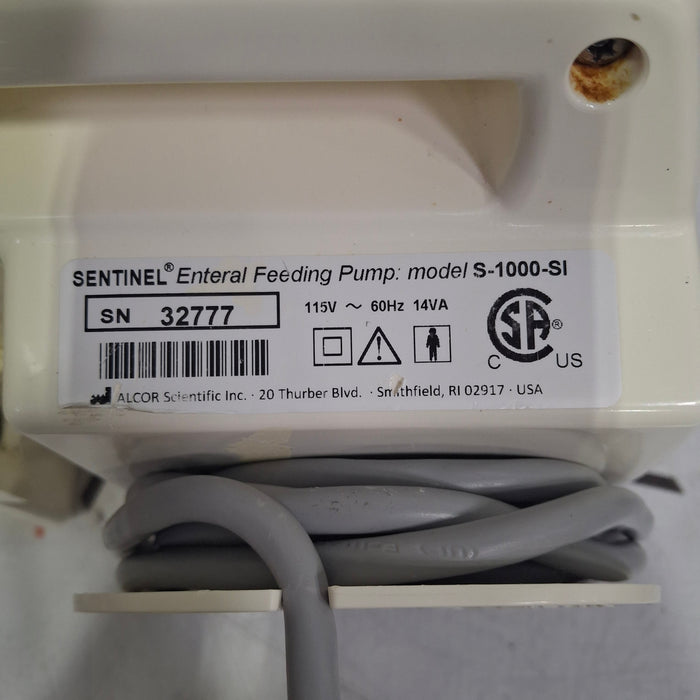 SENTINEL® Enteral Feeding Pump: model S-1000-SI
SN 32777
115V ~ 60Hz 14VA
SA ®
C US
ALCOR Scientific Inc. · 20 Thurber Blvd. · Smithfield, RI 02917 · USA